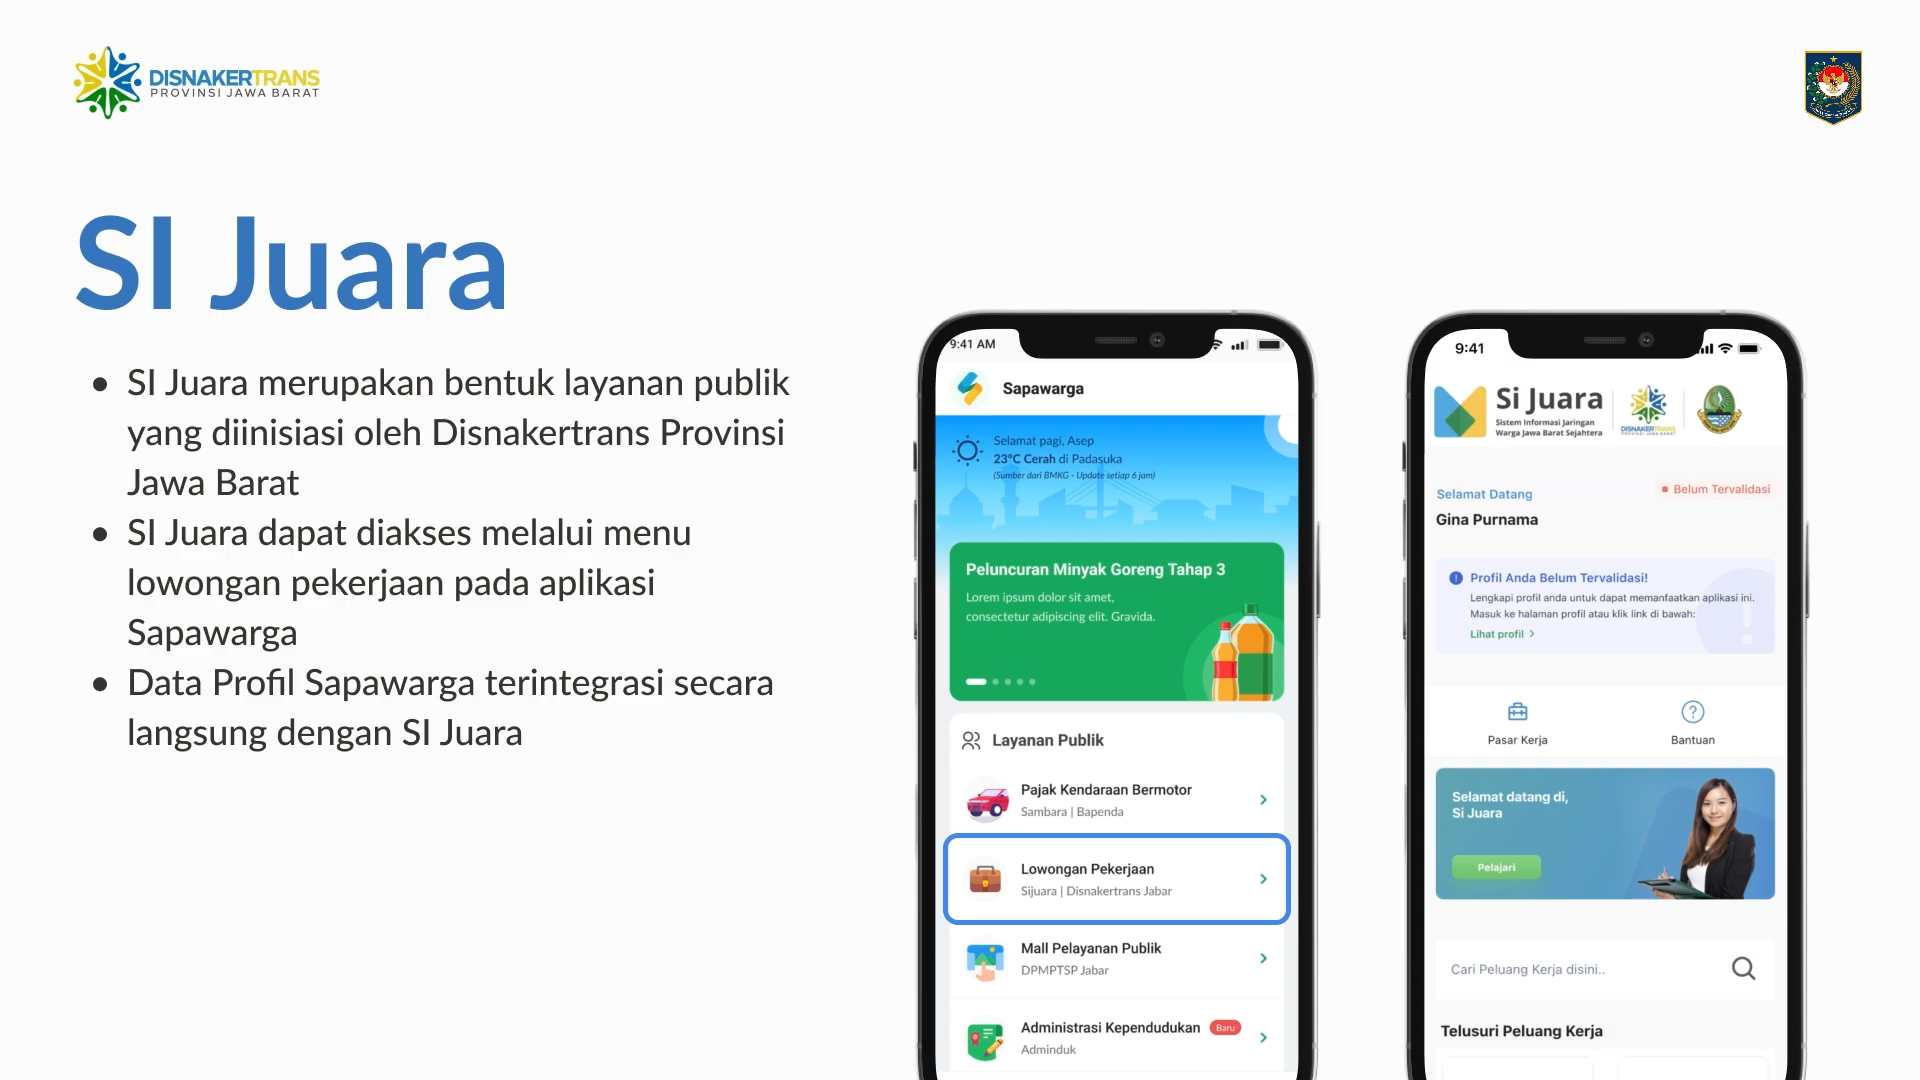 DISNAKERTRANS
PROVINSI JAWA BARAT
SI Juara
• SI Juara merupakan bentuk layanan publik
yang diinisiasi oleh Disnakertrans Provinsi
Jawa Barat
• SI Juara dapat diakses melalui menu
lowongan pekerjaan pada aplikasi
Sapawarga
• Data Profil Sapawarga terintegrasi secara
langsung dengan SI Juara
9:41 AM
Sapawarga
Selamat pagi, Asep
23°C Cerah di Padasuka
(Sumber dari BMKG - Update setiap 6 jam)
Peluncuran Minyak Goreng Tahap 3
Lorem ipsum dolor sit amet,
consectetur adipiscing elit. Gravida.
Layanan Publik
Pajak Kendaraan Bermotor
Sambara | Bapenda
Lowongan Pekerjaan
Sijuara | Disnakertrans Jabar
Mall Pelayanan Publik
DPMPTSP Jabar
Administrasi Kependudukan Baru
Adminduk
9:41
Si Juara
Sistem Informasi Jaringan
Warga Jawa Barat Sejahtera
DISNAKERTRANS
PROVINSI JAWA BARAT
Selamat Datang
Belum Tervalidasi
Gina Purnama
Profil Anda Belum Tervalidasi!
Lengkapi profil anda untuk dapat memanfaatkan aplikasi ini.
Masuk ke halaman profil atau klik link di bawah:
Lihat profil >
Pasar Kerja
Bantuan
Selamat datang di,
Si Juara
Pelajari
Cari Peluang Kerja disini..
Telusuri Peluang Kerja